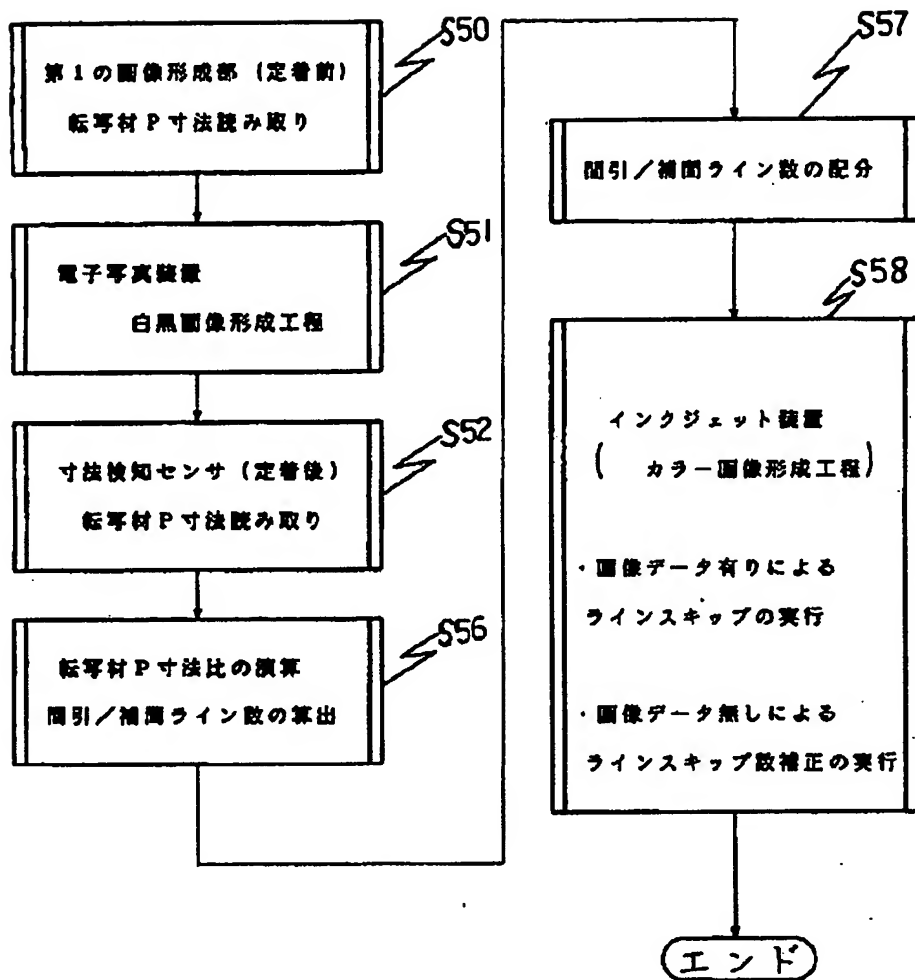 S50
第1の画像形成部(定着前)
転写材P寸法読み取り
S51
電子写真装置
白黒画像形成工程
S52
寸法検知センサ(定着後)
転写材P寸法読み取り
S56
転写材P寸法比の演算
間引/補間ライン数の算出
S57
間引/補間ライン数の配分
S58
インクジェット装置
(カラー画像形成工程)
・画像データ有りによる
ラインスキップの実行
・画像データ無しによる
ラインスキップ数補正の実行
エンド